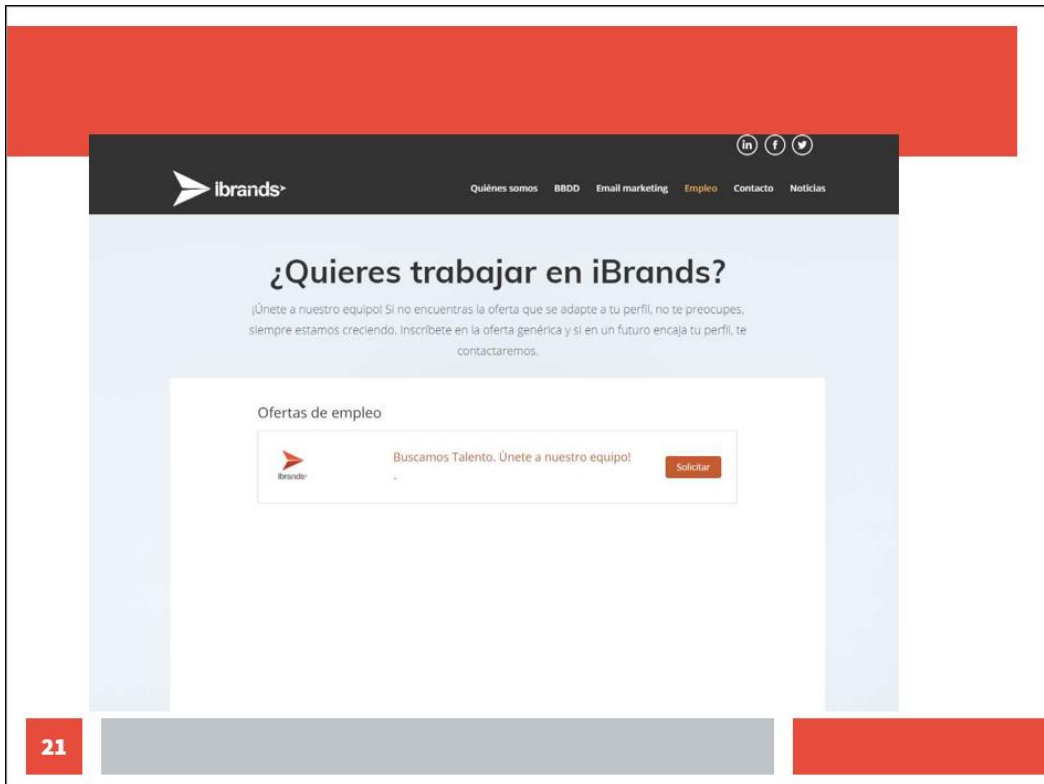 in f
ibrands
Quiénes somos BBDD Email marketing Empleo Contacto Noticias
¿Quieres trabajar en iBrands?
¡Únete a nuestro equipo! Si no encuentras la oferta que se adapte a tu perfil, no te preocupes,
siempre estamos creciendo. Inscríbete en la oferta genérica y si en un futuro encaja tu perfil, te
contactaremos.
Ofertas de empleo
Buscamos Talento. Únete a nuestro equipo!
-
ibrands
Solicitar
21